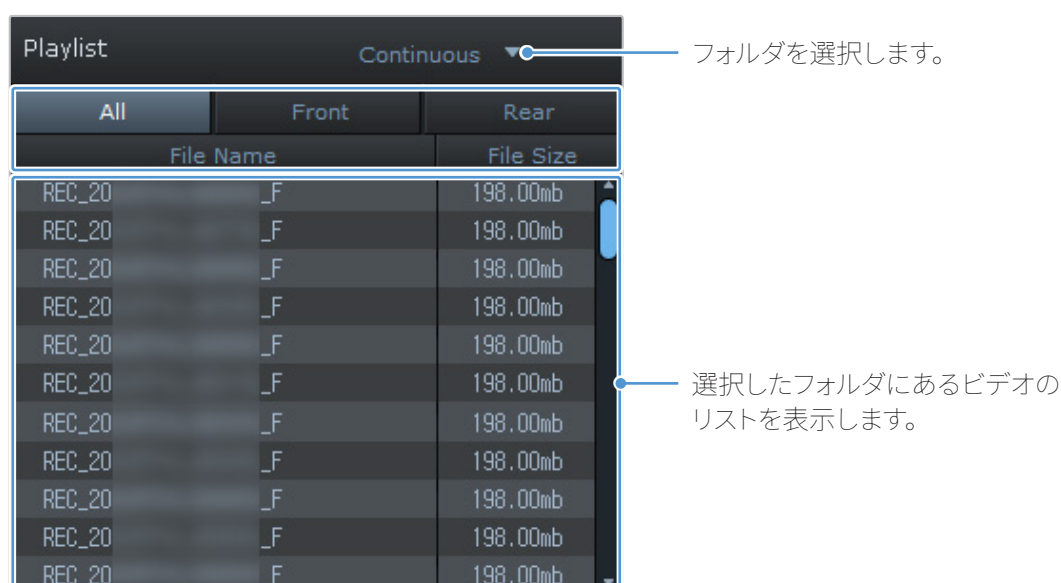 Playlist Continuous フォルダを選択します。
All Front Rear
File Name File Size
REC_20 _F 198.00mb
REC_20 _F 198.00mb
REC_20 _F 198.00mb
REC_20 _F 198.00mb
REC_20 _F 198.00mb
REC_20 _F 198.00mb
選択したフォルダにあるビデオの
リストを表示します。
REC_20 _F 198.00mb
REC_20 _F 198.00mb
REC_20 _F 198.00mb
REC_20 _F 198.00mb
REC_20 _F 198.00mb